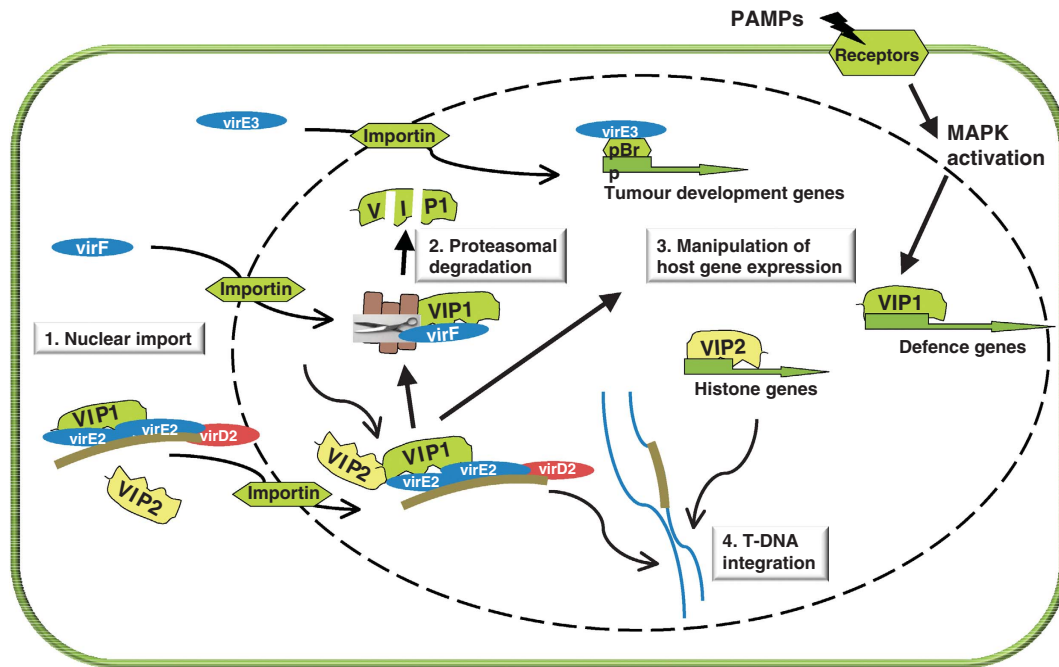 PAMPs
Receptors
virE3
Importin
virE3
pBr
p
Tumour development genes
MAPK
activation
V I P1
virF
2. Proteasomal
degradation
3. Manipulation of
host gene expression
Importin
VIP1
virF
VIP1
Defence genes
1. Nuclear import
VIP2
Histone genes
VIP1
virE2
virE2
virD2
VIP2
Importin
VIP2
VIP1
virE2
virE2
virD2
4. T-DNA
integration